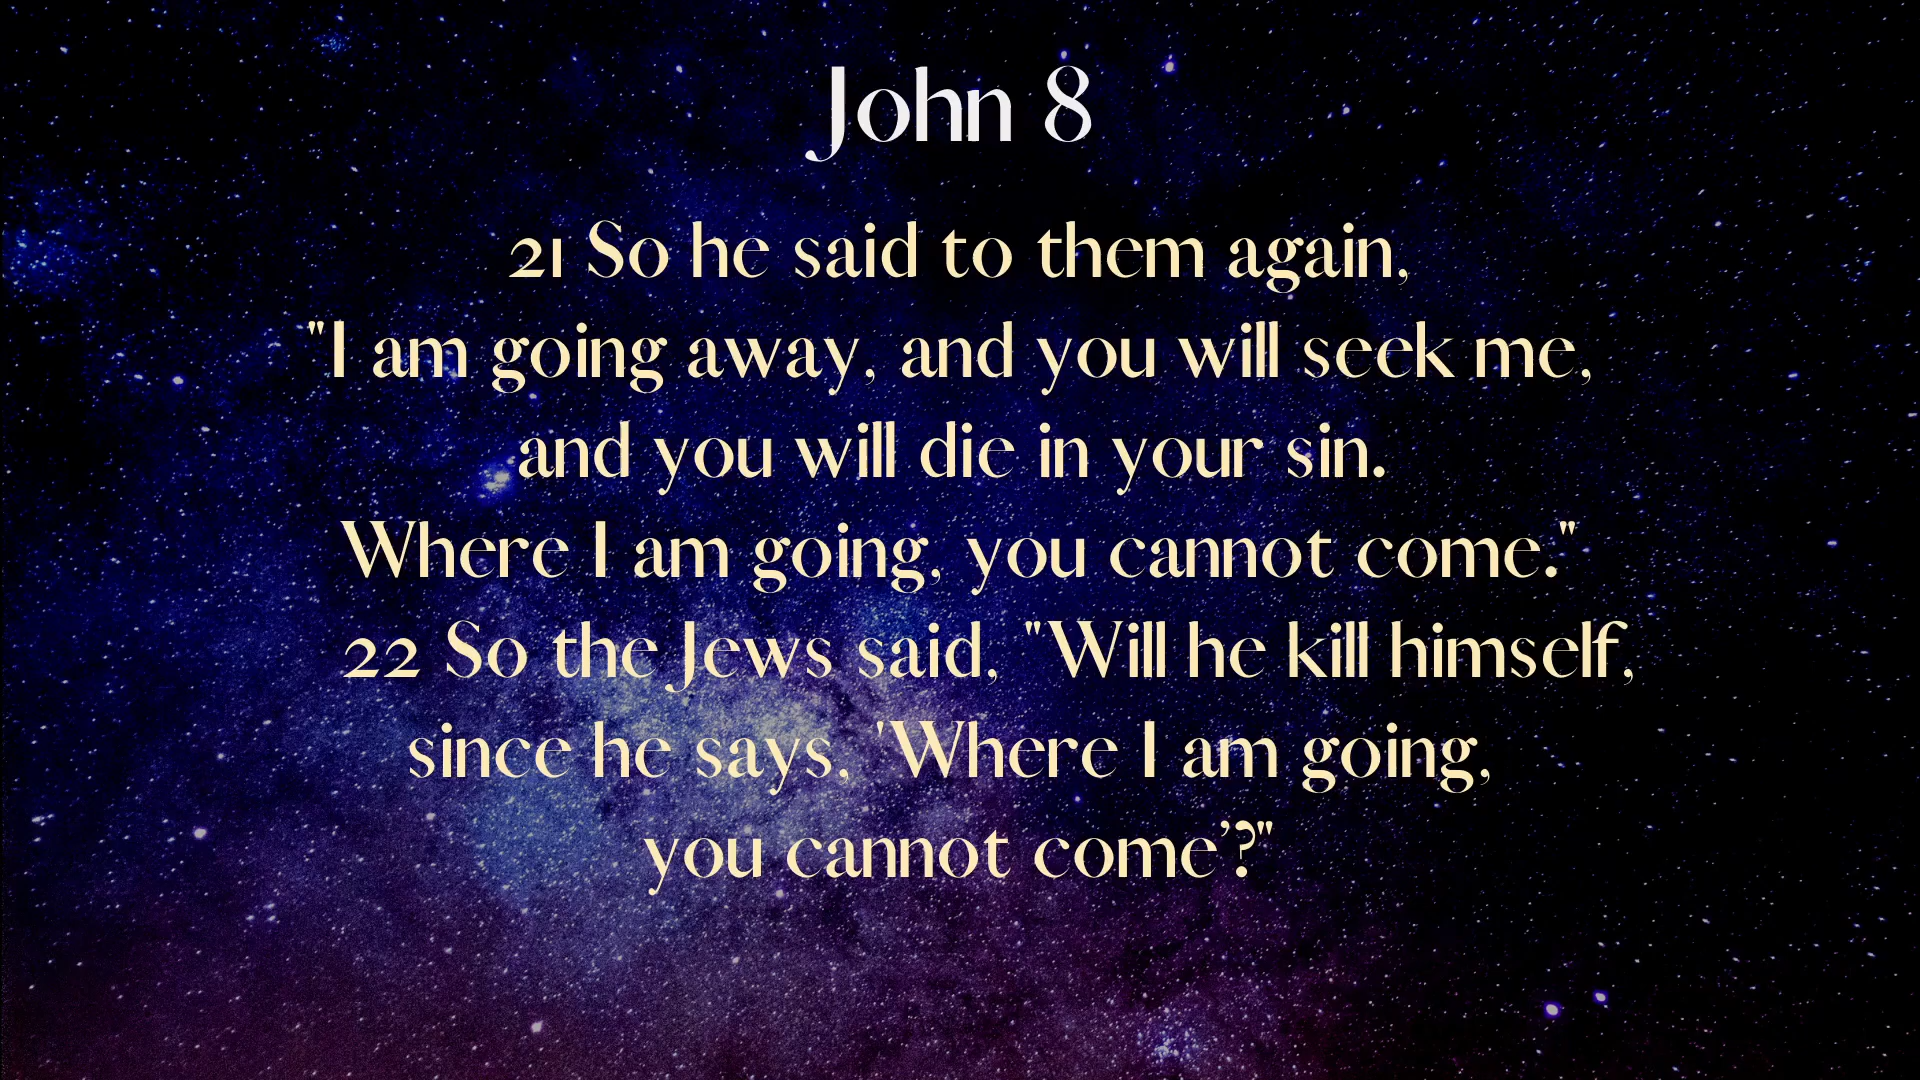 John 8
21 So he said to them again,
"I am going away, and you will seek me,
and you will die in your sin.
Where I am going, you cannot come."
22 So the Jews said, "Will he kill himself,
since he says, 'Where I am going,
you cannot come’?"